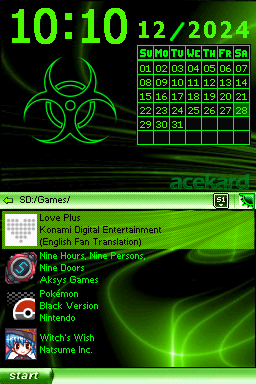 10:10
12/2024
Su Mo Tu We Th Fr Sa
01 02 03 04 05 06 07
08 09 10 11 12 13 14
15 16 17 18 19 20 21
22 23 24 25 26 27 28
29 30 31
acekard
SD:/Games/
S1
Love Plus
Konami Digital Entertainment
(English Fan Translation)
Nine Hours, Nine Persons,
Nine Doors
Aksys Games
Pokémon
Black Version
Nintendo
Witch's Wish
Natsume Inc.
start